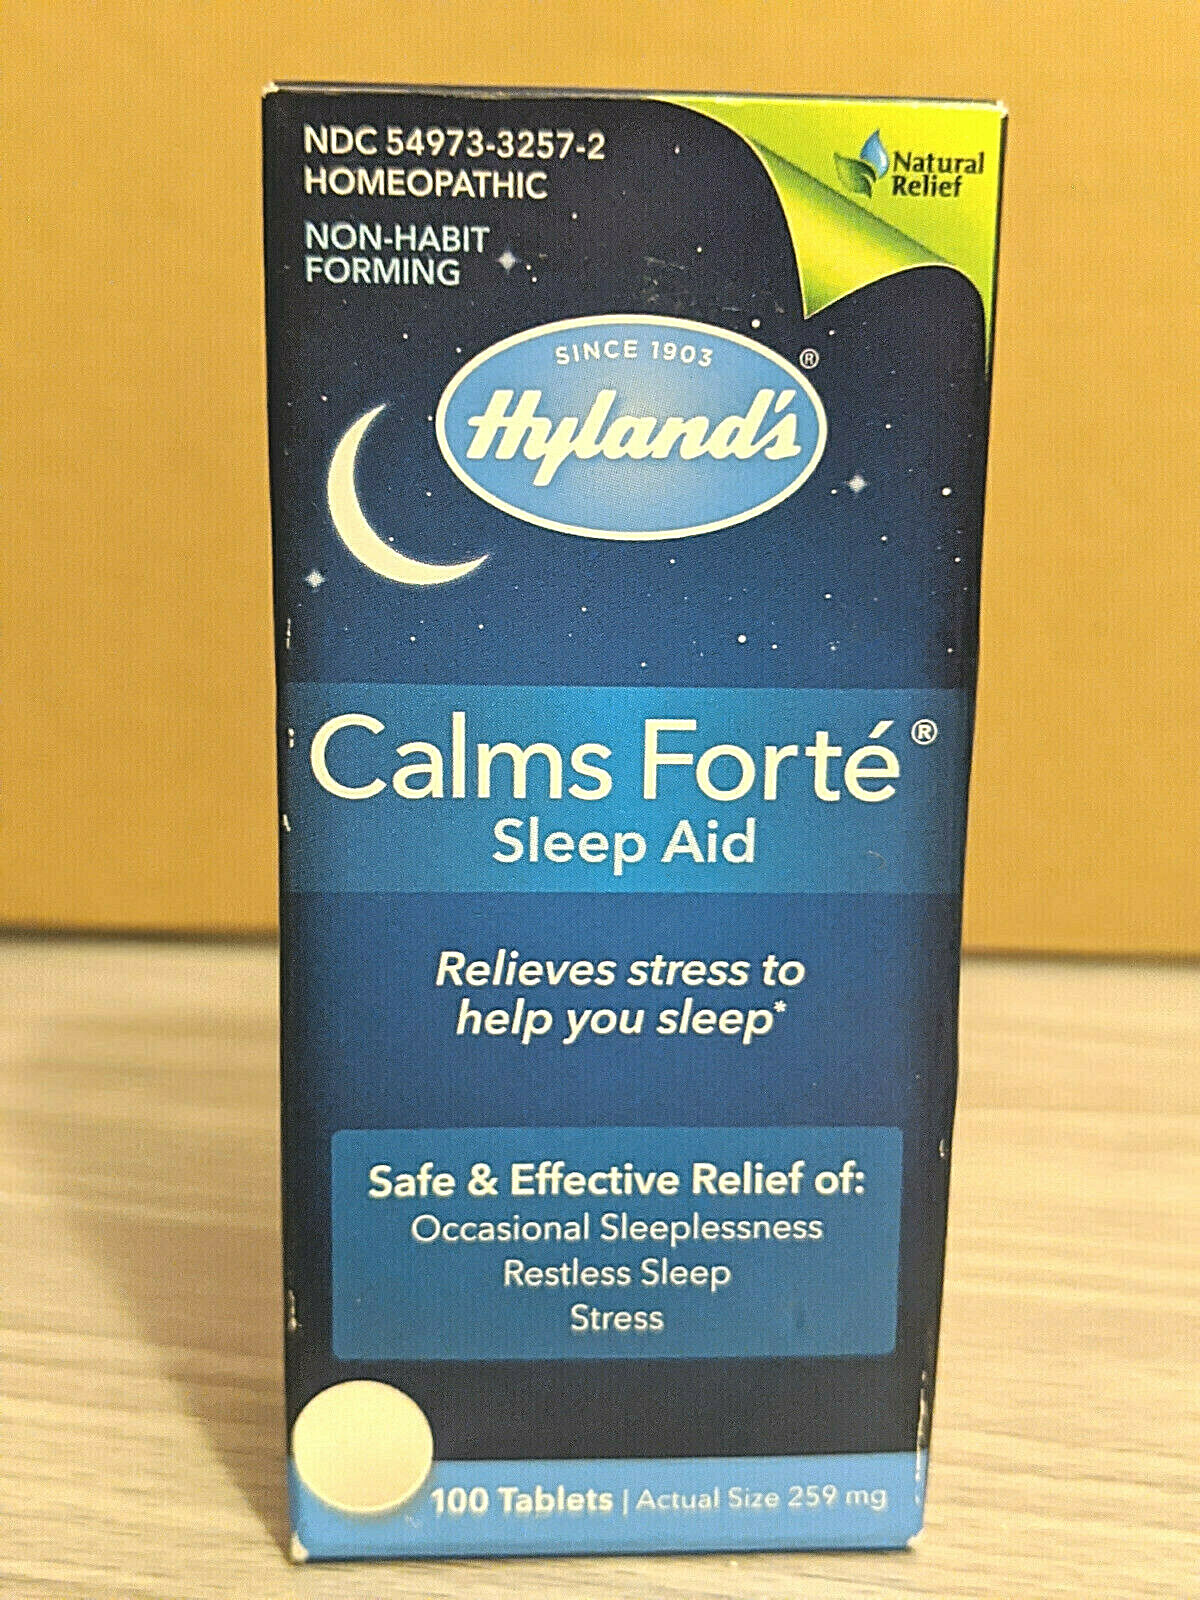 NDC 54973-3257-2
HOMEOPATHIC
NON-HABIT
FORMING
Natural
Relief
SINCE 1903
Hyland's®
Calms Forté®
Sleep Aid
Relieves stress to
help you sleep*
Safe & Effective Relief of:
Occasional Sleeplessness
Restless Sleep
Stress
100 Tablets | Actual Size 259 mg